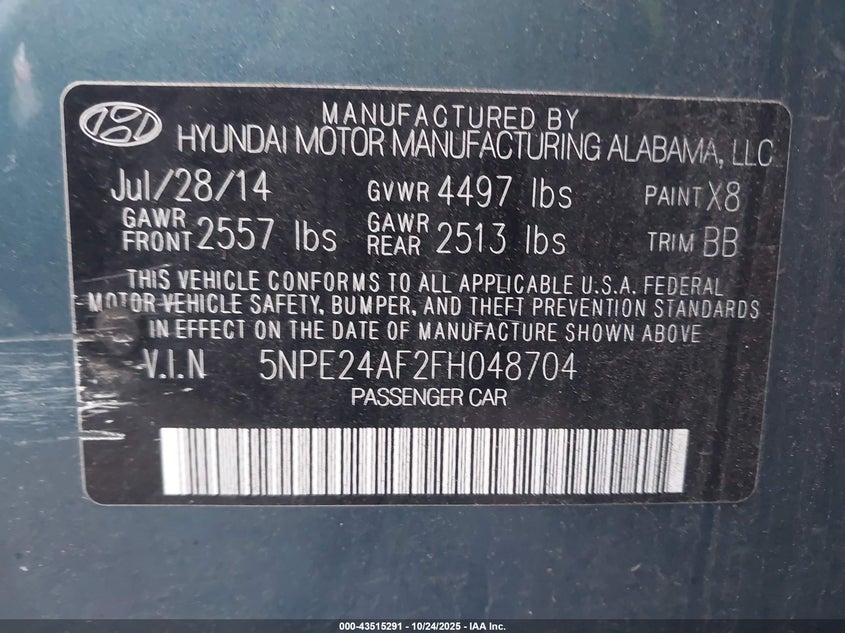 MANUFACTURED BY
HYUNDAI MOTOR MANUFACTURING ALABAMA, LLC
Jul/28/14 GVWR 4497 lbs PAINT X8
GAWR FRONT 2557 lbs GAWR REAR 2513 lbs TRIM BB
THIS VEHICLE CONFORMS TO ALL APPLICABLE U.S.A. FEDERAL
MOTOR VEHICLE SAFETY, BUMPER, AND THEFT PREVENTION STANDARDS
IN EFFECT ON THE DATE OF MANUFACTURE SHOWN ABOVE
V.I.N 5NPE24AF2FH048704
PASSENGER CAR
000-43515291 - 10/24/2025 - IAA Inc.